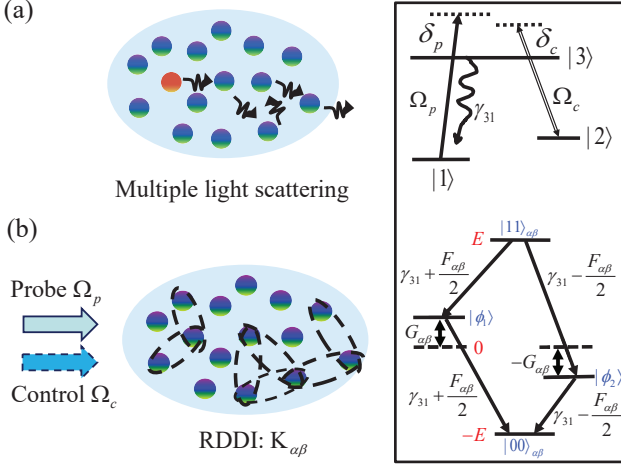 (a)
Multiple light scattering
δ_p
δ_c
|3⟩
Ω_p
γ_31
Ω_c
|2⟩
|1⟩
(b)
Probe Ω_p
Control Ω_c
RDDI: K_αβ
E
|11⟩_αβ
γ_31 + F_αβ/2
γ_31 − F_αβ/2
|ϕ_1⟩
G_αβ
0
−G_αβ
|ϕ_2⟩
γ_31 + F_αβ/2
γ_31 − F_αβ/2
−E
|00⟩_αβ